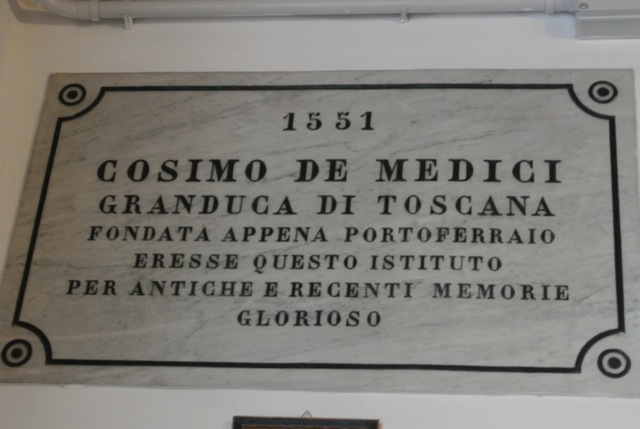 1551
COSIMO DE MEDICI
GRANDUCA DI TOSCANA
FONDATA APPENA PORTOFERRAIO
ERESSE QUESTO ISTITUTO
PER ANTICHE E RECENTI MEMORIE
GLORIOSO